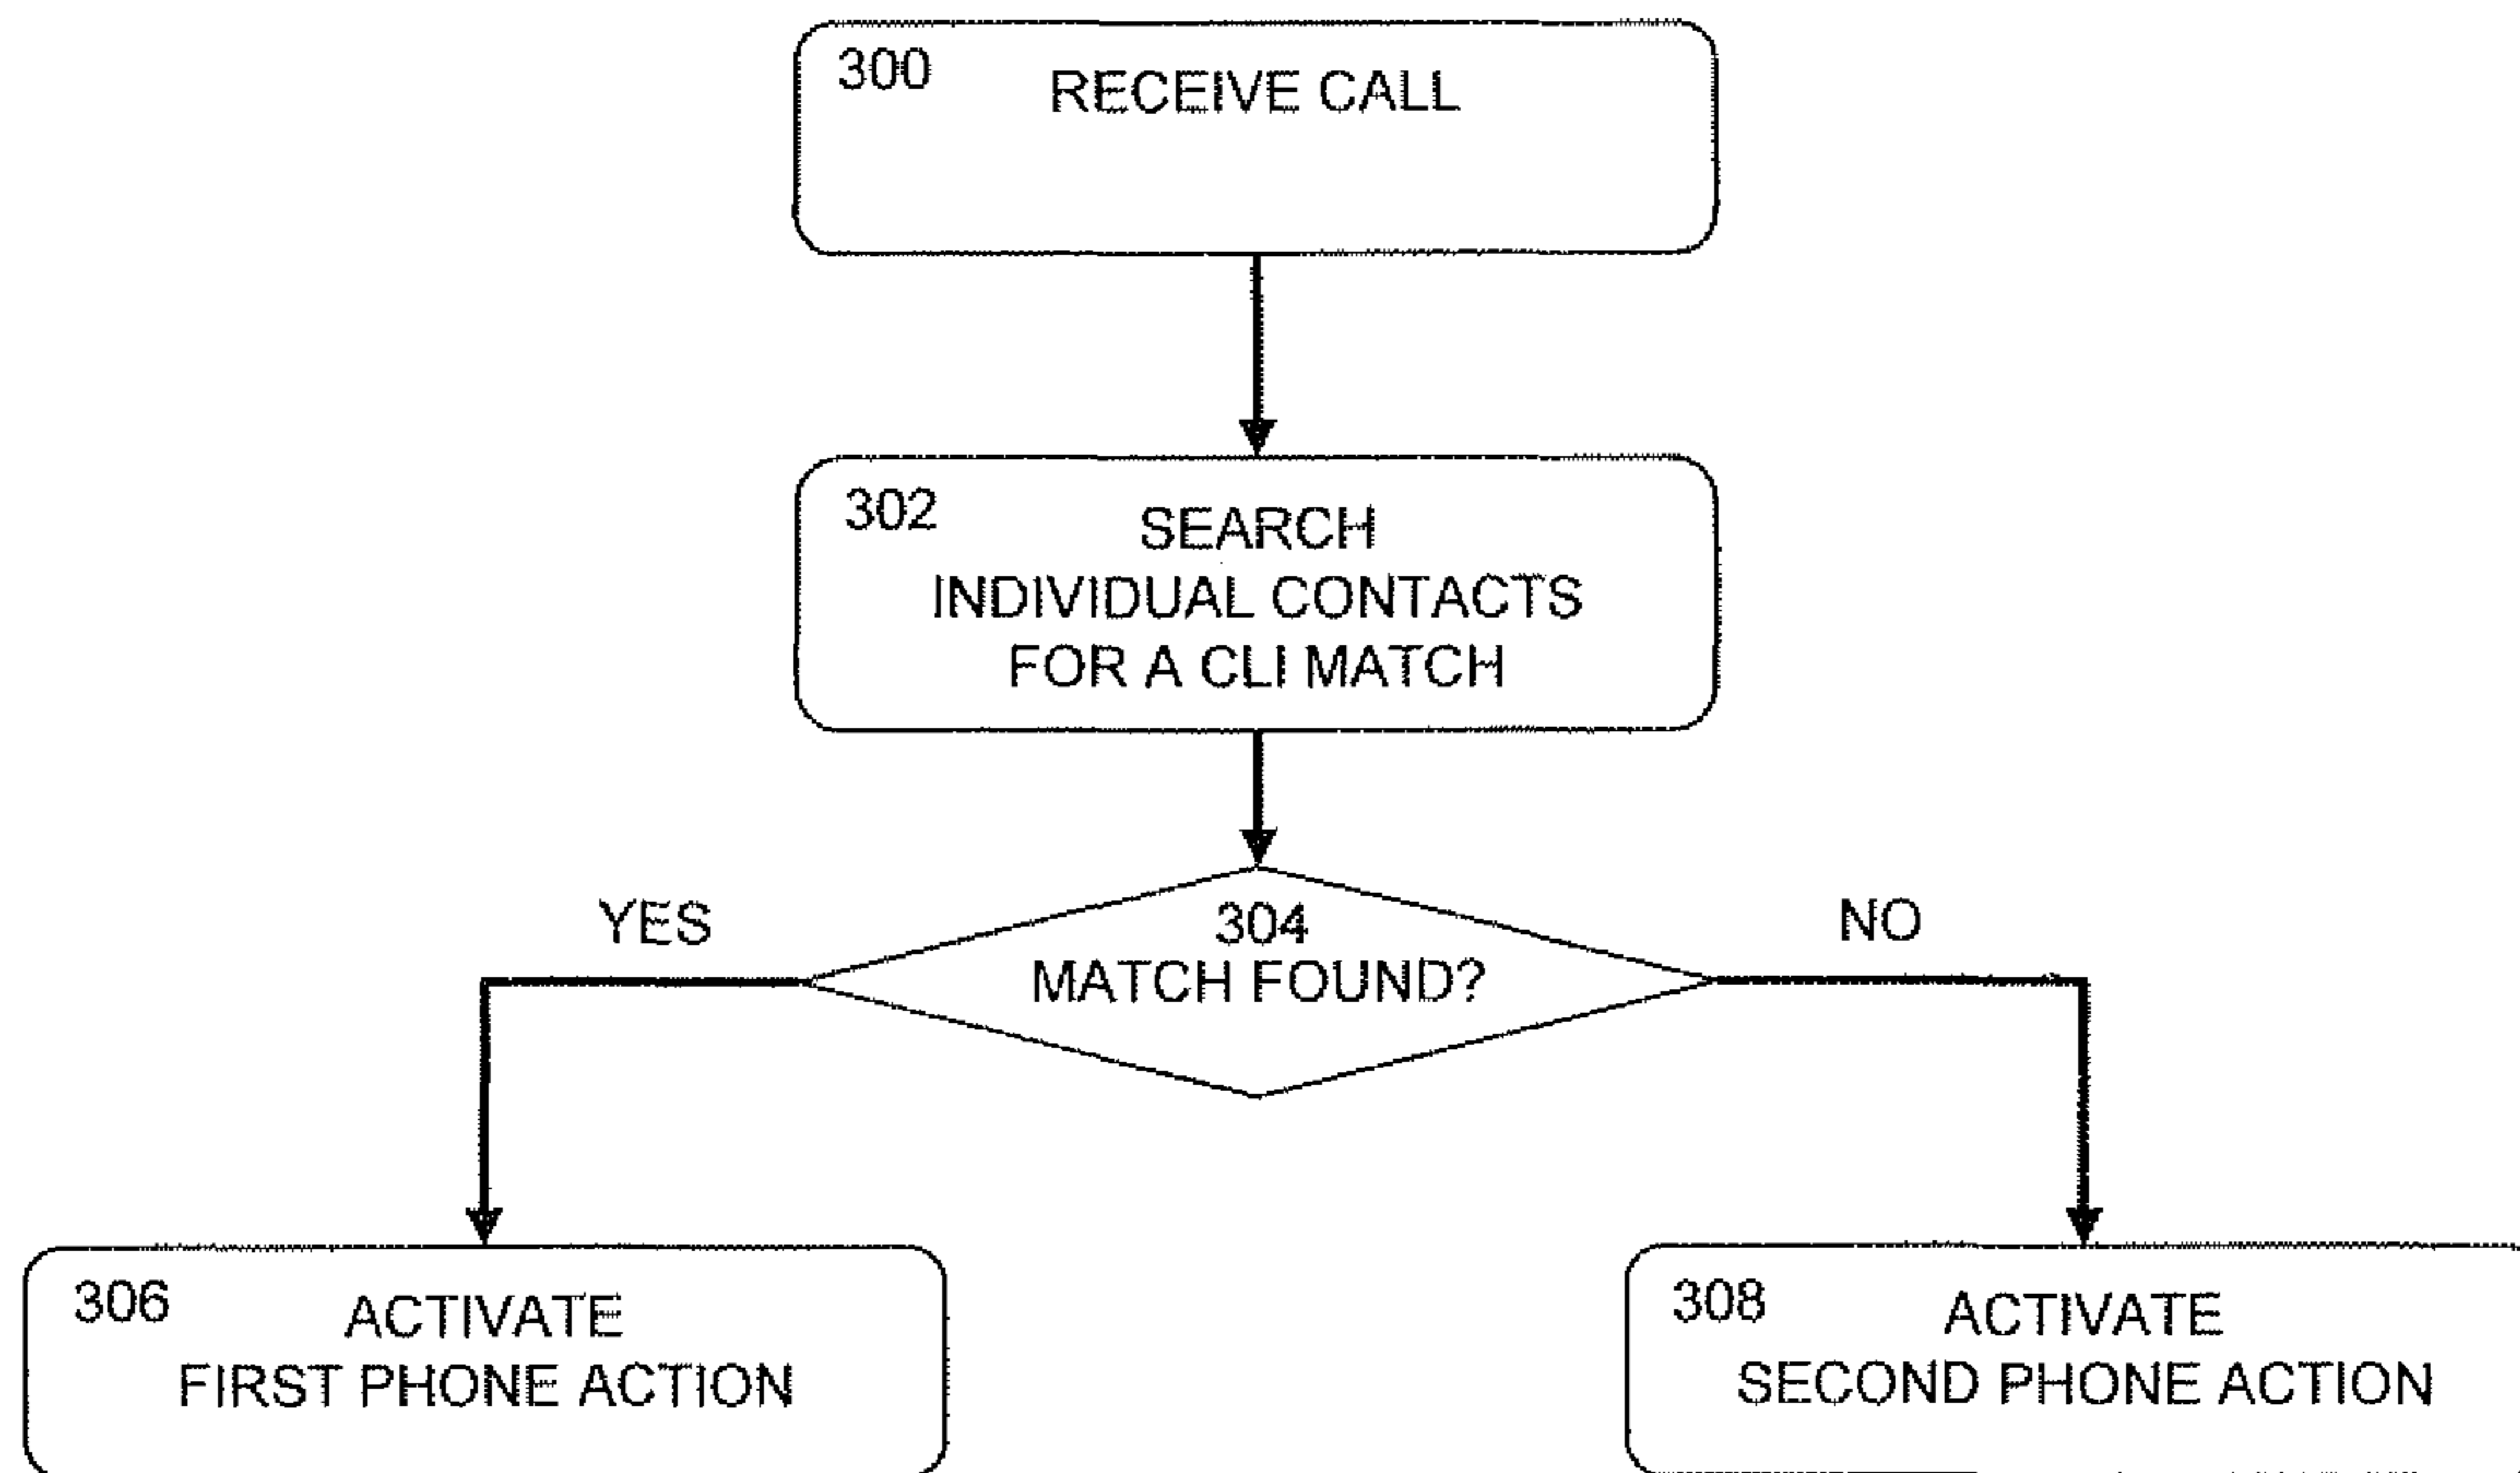 300
RECEIVE CALL
302
SEARCH
INDIVIDUAL CONTACTS
FOR A CLI MATCH
YES
304
NO
MATCH FOUND?
306
ACTIVATE
FIRST PHONE ACTION
308
ACTIVATE
SECOND PHONE ACTION